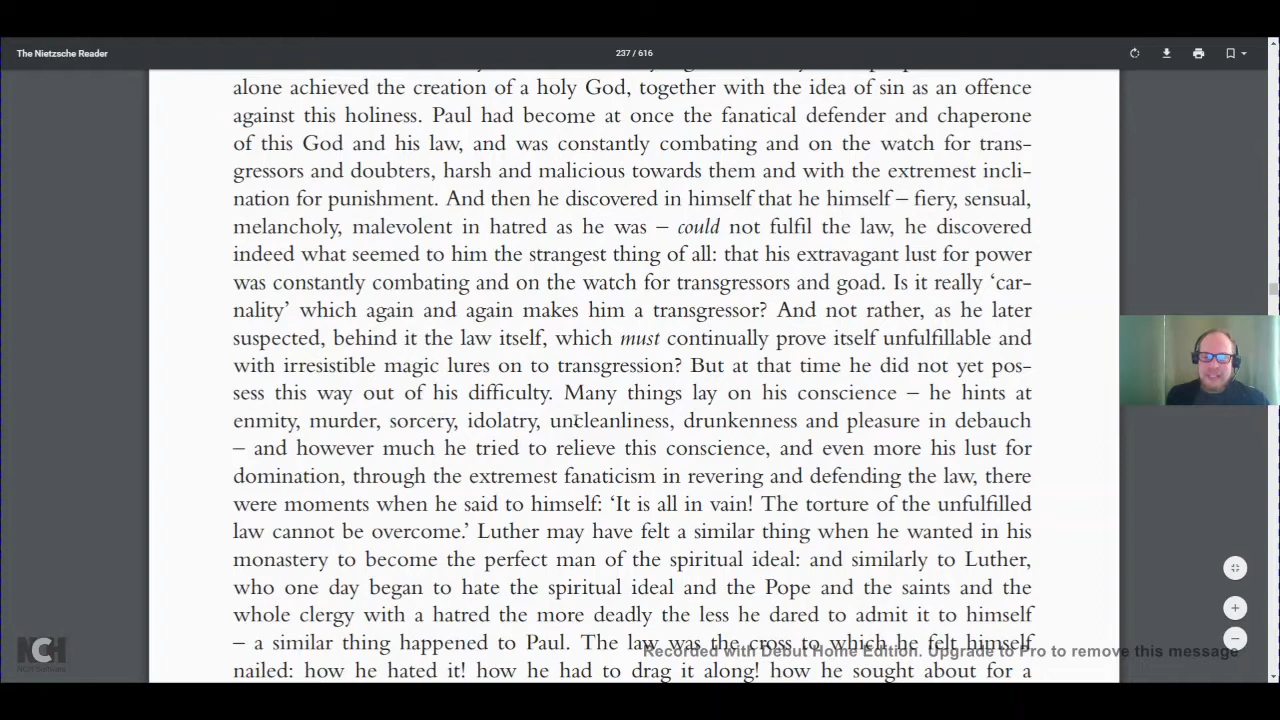 The Nietzsche Reader
237 / 616
alone achieved the creation of a holy God, together with the idea of sin as an offence
against this holiness. Paul had become at once the fanatical defender and chaperone
of this God and his law, and was constantly combating and on the watch for trans-
gressors and doubters, harsh and malicious towards them and with the extremest incli-
nation for punishment. And then he discovered in himself that he himself – fiery, sensual,
melancholy, malevolent in hatred as he was – could not fulfil the law, he discovered
indeed what seemed to him the strangest thing of all: that his extravagant lust for power
was constantly combating and on the watch for transgressors and goad. Is it really ‘car-
nality’ which again and again makes him a transgressor? And not rather, as he later
suspected, behind it the law itself, which must continually prove itself unfulfillable and
with irresistible magic lures on to transgression? But at that time he did not yet pos-
sess this way out of his difficulty. Many things lay on his conscience – he hints at
enmity, murder, sorcery, idolatry, uncleanliness, drunkenness and pleasure in debauch
– and however much he tried to relieve this conscience, and even more his lust for
domination, through the extremest fanaticism in revering and defending the law, there
were moments when he said to himself: ‘It is all in vain! The torture of the unfulfilled
law cannot be overcome.’ Luther may have felt a similar thing when he wanted in his
monastery to become the perfect man of the spiritual ideal: and similarly to Luther,
who one day began to hate the spiritual ideal and the Pope and the saints and the
whole clergy with a hatred the more deadly the less he dared to admit it to himself
– a similar thing happened to Paul. The law was the cross to which he felt himself
nailed: how he hated it! how he had to drag it along! how he sought about for a
Recorded with Debut Home Edition. Upgrade to Pro to remove this message
NCH